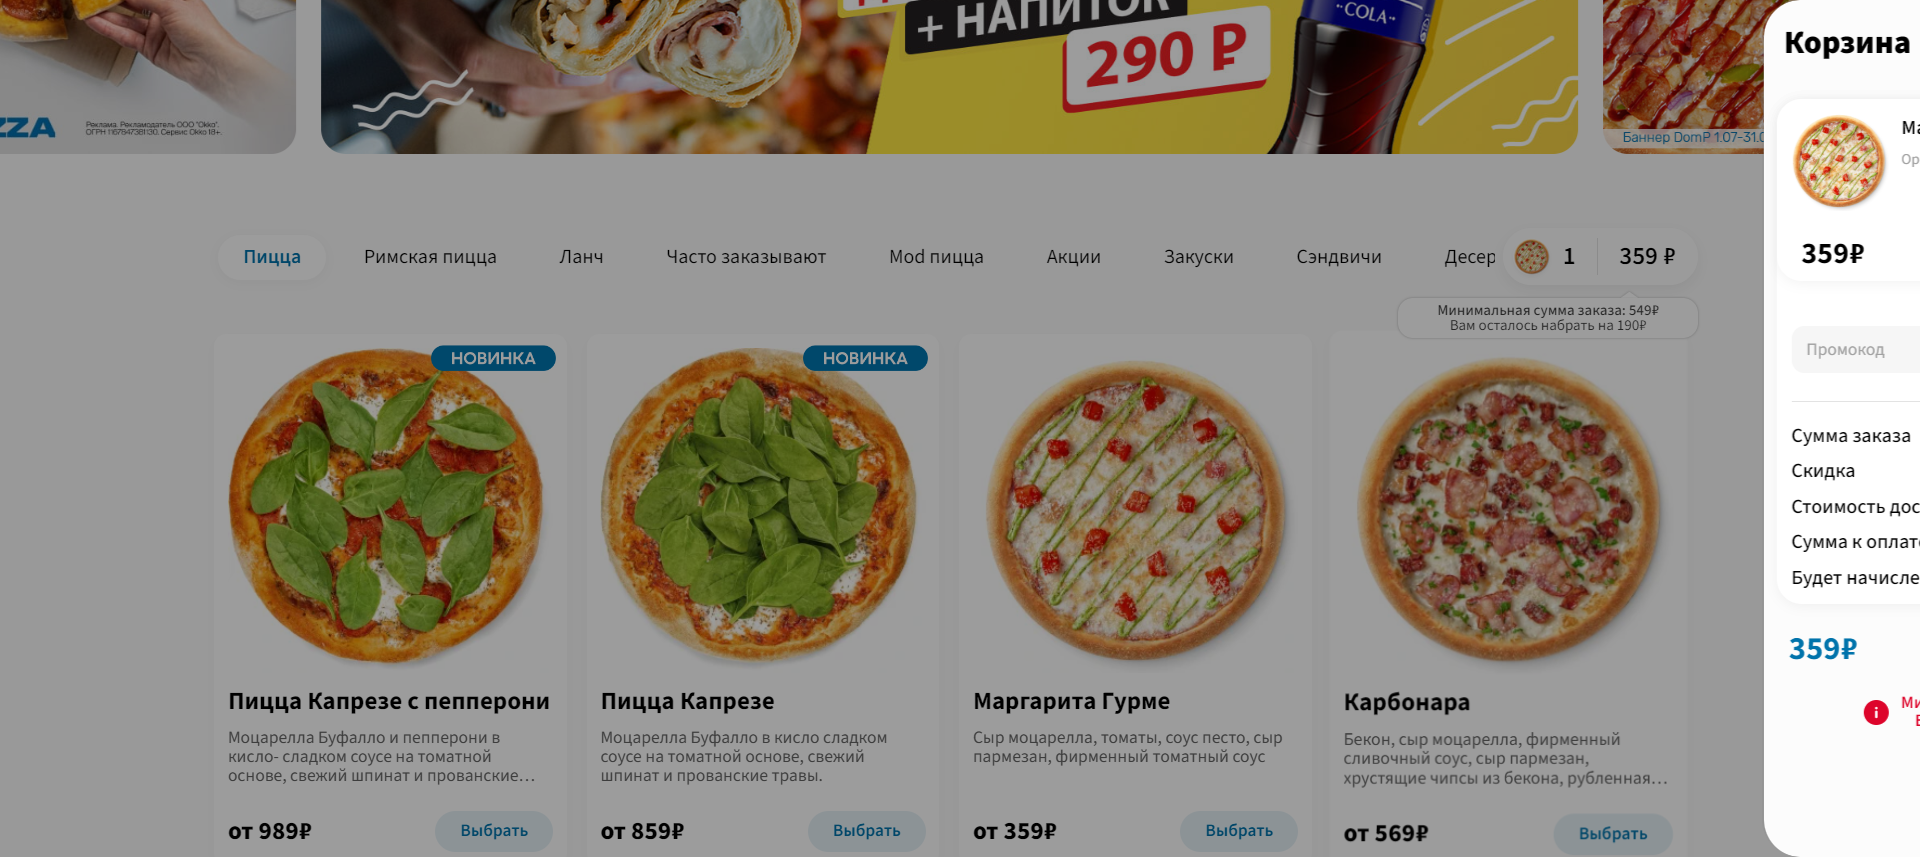 + НАПИТОК
290 ₽
COLA
ZZA
Реклама. Рекламодатель ООО "Окко".
ОГРН 1167847381130. Сервис Okko 18+.
Баннер DomP 1.07-31.0
Корзина
Ма
Ор
359₽
Промокод
Сумма заказа
Скидка
Стоимость дос
Сумма к оплате
Будет начисле
359₽
Ми
Пицца
Римская пицца
Ланч
Часто заказывают
Mod пицца
Акции
Закуски
Сэндвичи
Десер
1
359 ₽
Минимальная сумма заказа: 549₽
Вам осталось набрать на 190₽
НОВИНКА
Пицца Капрезе с пепперони
Моцарелла Буфалло и пепперони в
кисло- сладком соусе на томатной
основе, свежий шпинат и прованские...
от 989₽
Выбрать
НОВИНКА
Пицца Капрезе
Моцарелла Буфалло в кисло сладком
соусе на томатной основе, свежий
шпинат и прованские травы.
от 859₽
Выбрать
Маргарита Гурме
Сыр моцарелла, томаты, соус песто, сыр
пармезан, фирменный томатный соус
от 359₽
Выбрать
Карбонара
Бекон, сыр моцарелла, фирменный
сливочный соус, сыр пармезан,
хрустящие чипсы из бекона, рубленная...
от 569₽
Выбрать